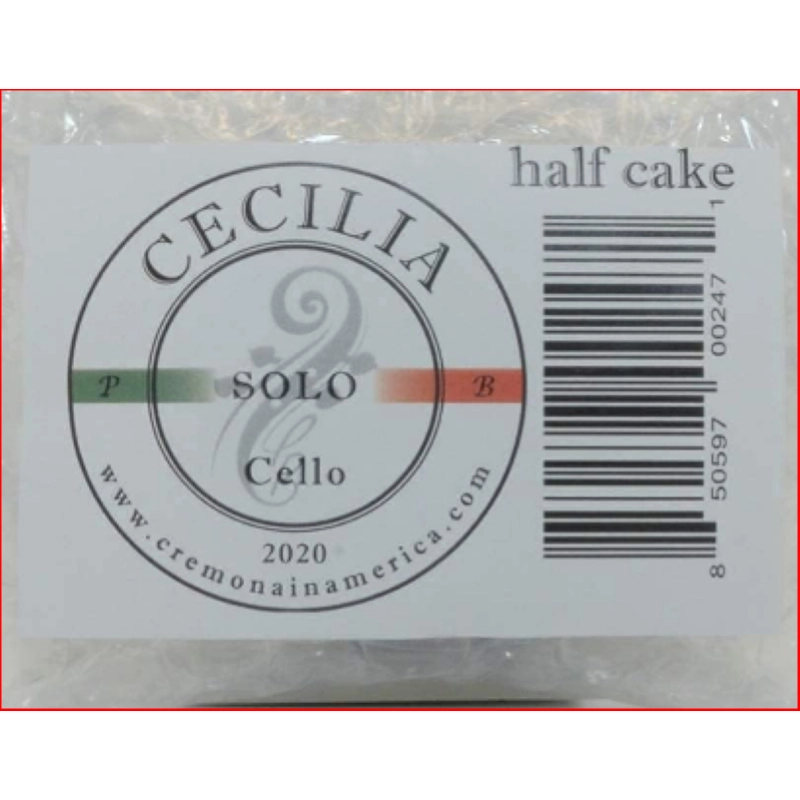 half cake
CECILIA
P SOLO B
Cello
2020
www.cremonainamerica.com
8 50597 00247 1